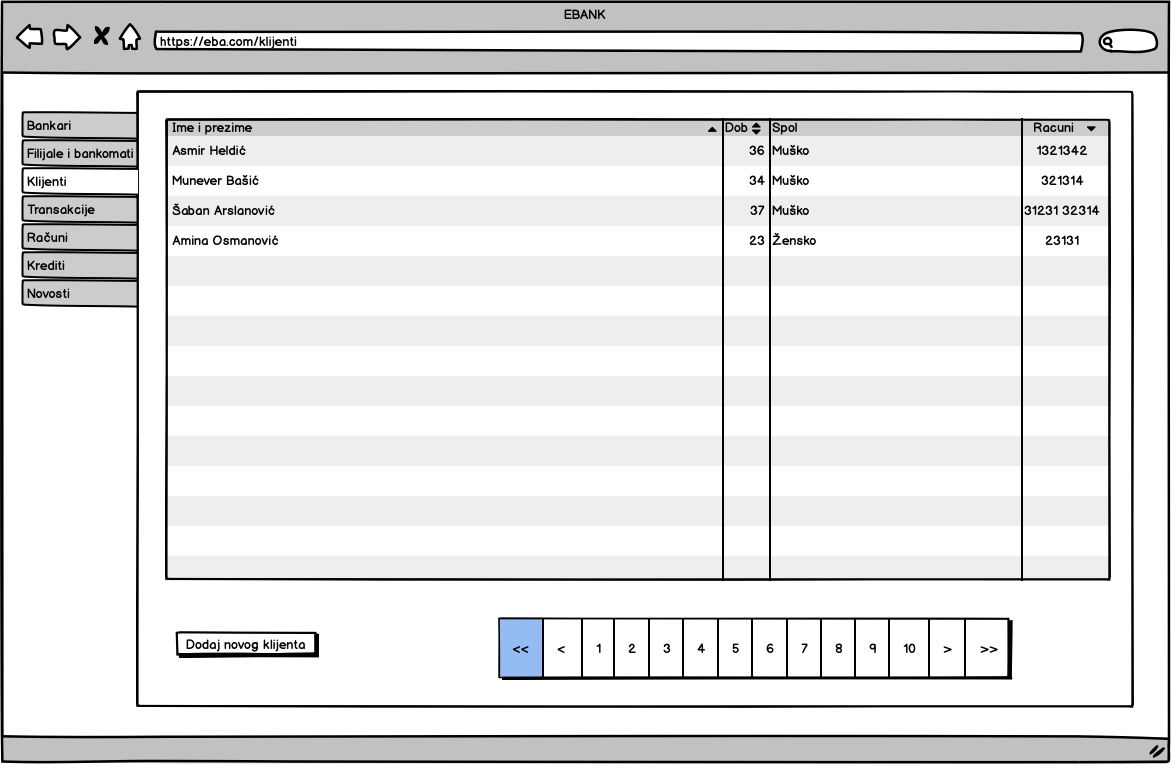 EBANK
https://eba.com/klijenti
Bankari
Filijale i bankomati
Klijenti
Transakcije
Računi
Krediti
Novosti
Ime i prezime Dob Spol Racuni
Asmir Heldić 36 Muško 1321342
Munever Bašić 34 Muško 321314
Šaban Arslanović 37 Muško 31231 32314
Amina Osmanović 23 Žensko 23131
Dodaj novog klijenta
<< < 1 2 3 4 5 6 7 8 9 10 > >>